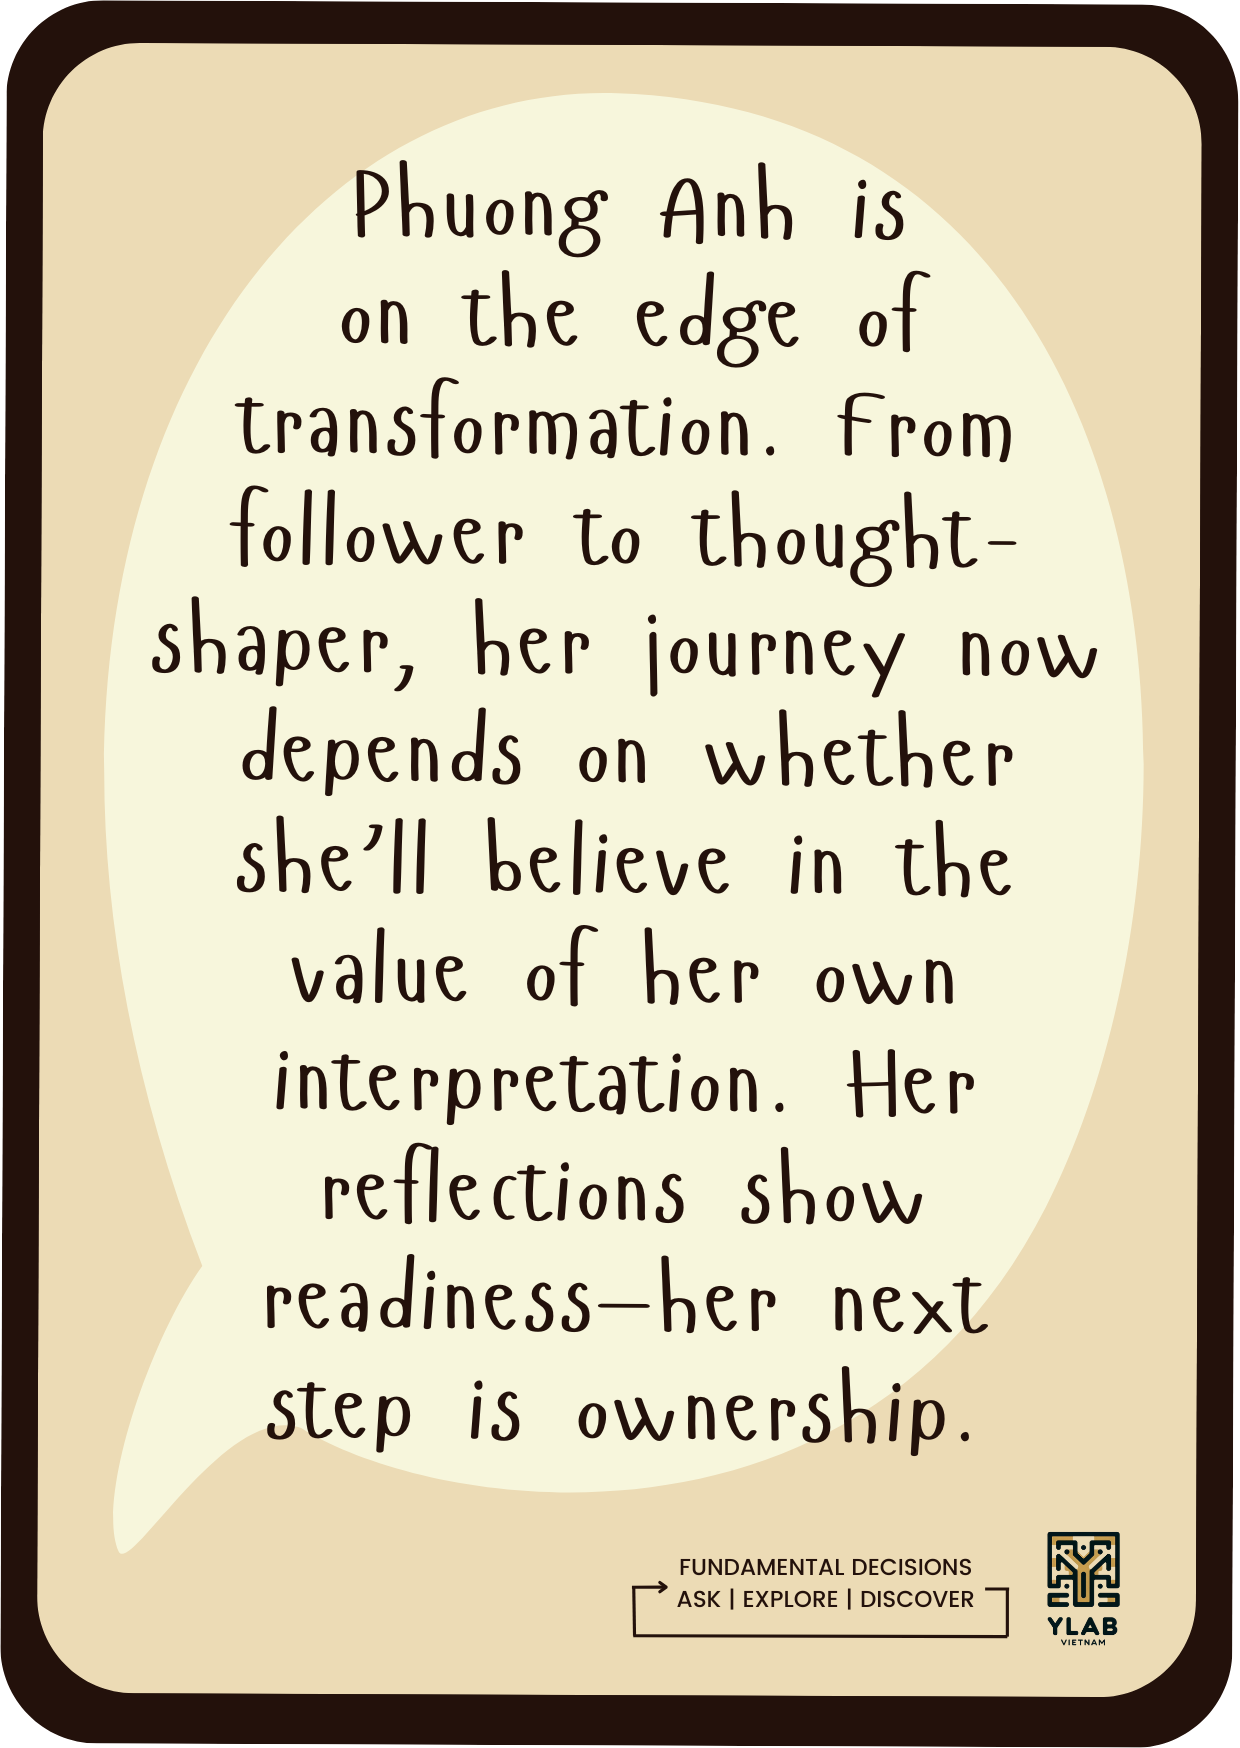 Phuong Anh is
on the edge of
transformation. From
follower to thought-
shaper, her journey now
depends on whether
she’ll believe in the
value of her own
interpretation. Her
reflections show
readiness—her next
step is ownership.
FUNDAMENTAL DECISIONS
ASK | EXPLORE | DISCOVER
YLAB
VIETNAM